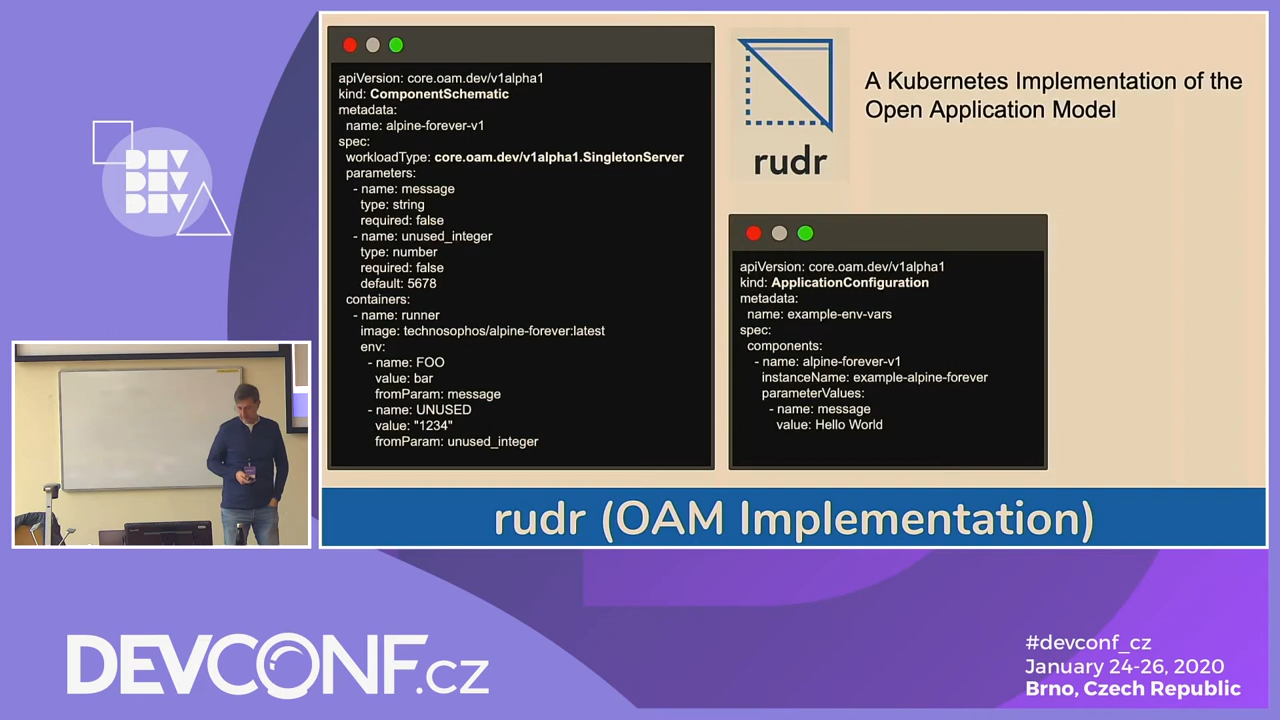 DEV
DEV
DEV
apiVersion: core.oam.dev/v1alpha1
kind: ComponentSchematic
metadata:
name: alpine-forever-v1
spec:
workloadType: core.oam.dev/v1alpha1.SingletonServer
parameters:
- name: message
type: string
required: false
- name: unused_integer
type: number
required: false
default: 5678
containers:
- name: runner
image: technosophos/alpine-forever:latest
env:
- name: FOO
value: bar
fromParam: message
- name: UNUSED
value: "1234"
fromParam: unused_integer
rudr
A Kubernetes Implementation of the
Open Application Model
apiVersion: core.oam.dev/v1alpha1
kind: ApplicationConfiguration
metadata:
name: example-env-vars
spec:
components:
- name: alpine-forever-v1
instanceName: example-alpine-forever
parameterValues:
- name: message
value: Hello World
rudr (OAM Implementation)
DEVCONF.cz
#devconf_cz
January 24-26, 2020
Brno, Czech Republic